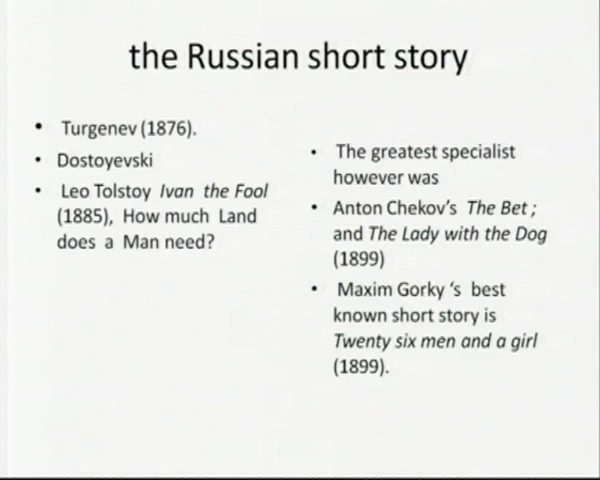 the Russian short story
• Turgenev (1876).
• Dostoyevski
• Leo Tolstoy Ivan the Fool
(1885), How much Land
does a Man need?
• The greatest specialist
however was
• Anton Chekov's The Bet ;
and The Lady with the Dog
(1899)
• Maxim Gorky 's best
known short story is
Twenty six men and a girl
(1899).